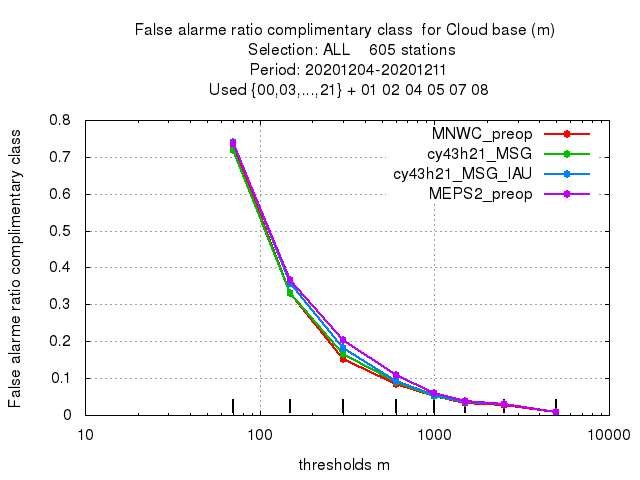 False alarme ratio complimentary class  for Cloud base (m)
Selection: ALL    605 stations
Period: 20201204-20201211
Used {00,03,...,21} + 01 02 04 05 07 08
False alarme ratio complimentary class
0.8
0.7
0.6
0.5
0.4
0.3
0.2
0.1
0
MNWC_preop
cy43h21_MSG
cy43h21_MSG_IAU
MEPS2_preop
10 100 1000 10000
thresholds m